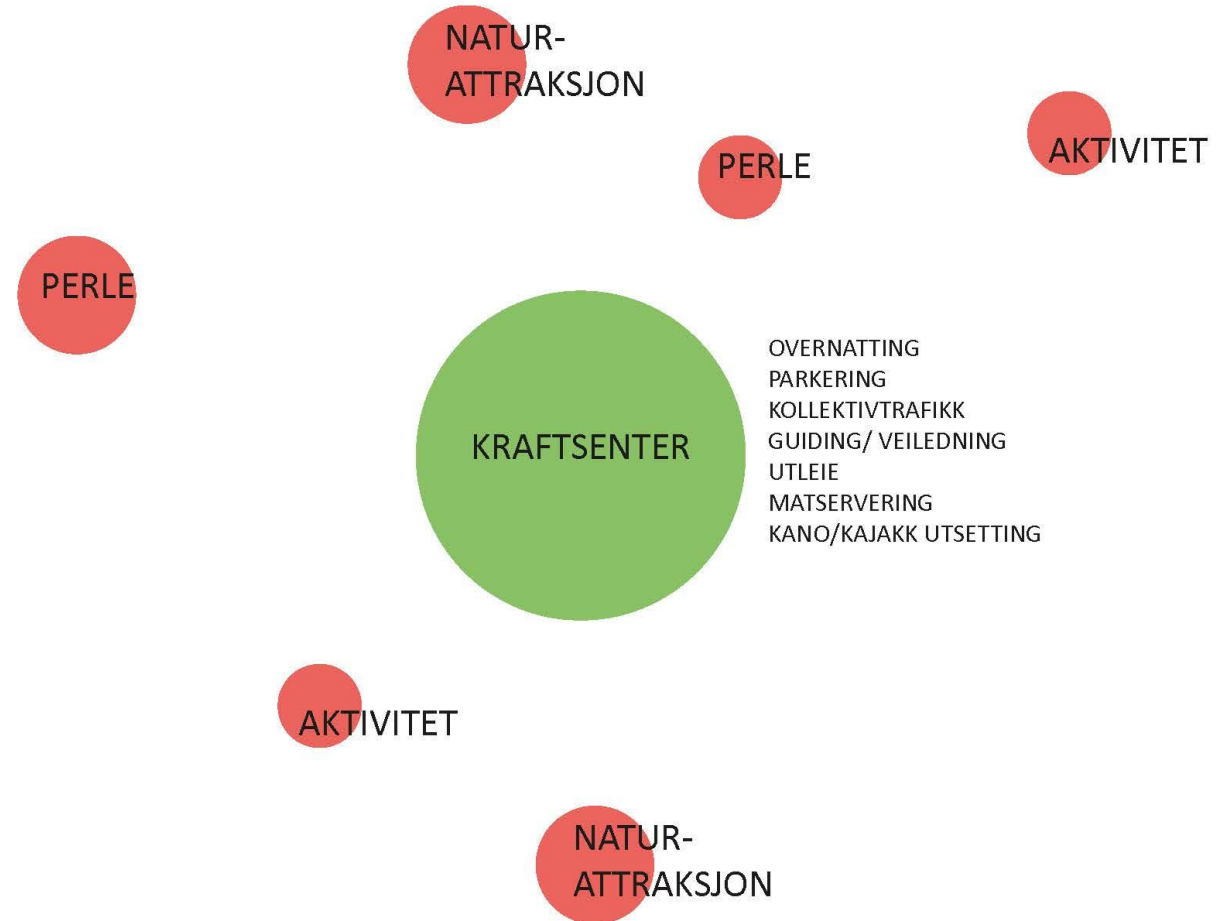 NATUR-
ATTRAKSJON
AKTIVITET
PERLE
PERLE
OVERNATTING
PARKERING
KOLLEKTIVTRAFIKK
KRAFTSENTER
GUIDING/ VEILEDNING
UTLEIE
MATSERVERING
KANO/KAJAKK UTSETTING
AKTIVITET
NATUR-
ATTRAKSJON